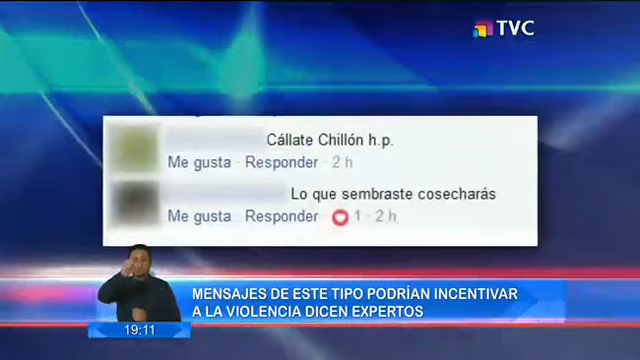 TVC
Cállate Chillón h.p.
Me gusta · Responder · 2 h
Lo que sembraste cosecharás
Me gusta · Responder · 1 · 2 h
MENSAJES DE ESTE TIPO PODRÍAN INCENTIVAR
A LA VIOLENCIA DICEN EXPERTOS
19:11